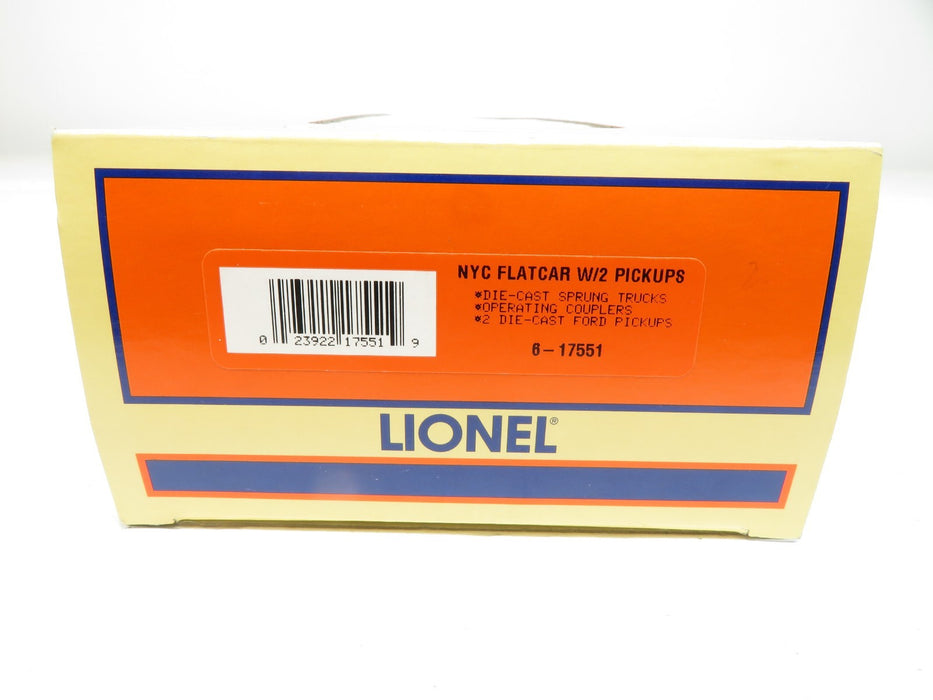 NYC FLATCAR W/2 PICKUPS
*DIE-CAST SPRUNG TRUCKS
*OPERATING COUPLERS
*2 DIE-CAST FORD PICKUPS
6-17551
0 23922 17551 9
LIONEL®